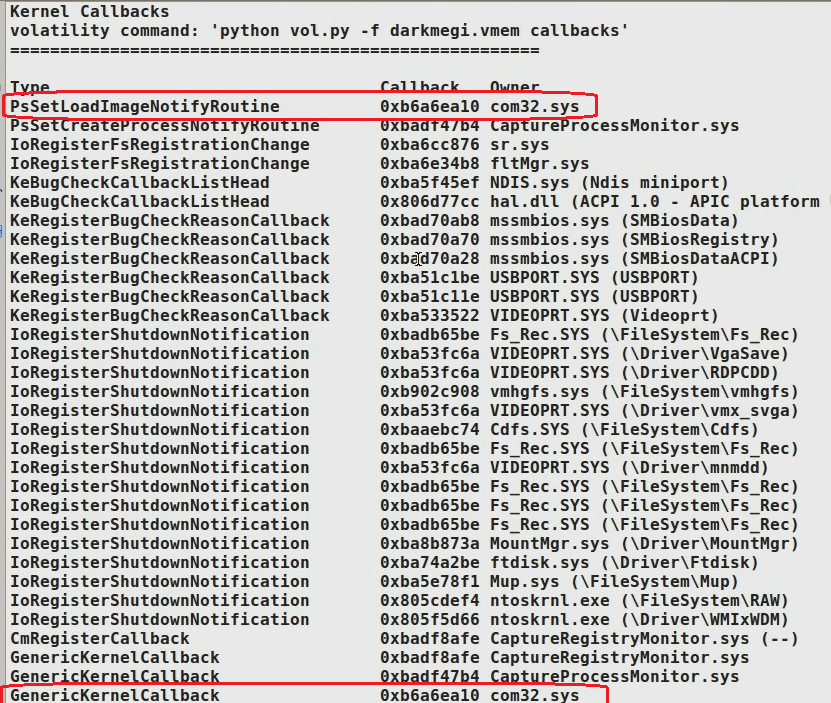 Kernel Callbacks
volatility command: 'python vol.py -f darkmegi.vmem callbacks'
=====================================================
Type Callback Owner
PsSetLoadImageNotifyRoutine 0xb6a6ea10 com32.sys
PsSetCreateProcessNotifyRoutine 0xbadf47b4 CaptureProcessMonitor.sys
IoRegisterFsRegistrationChange 0xba6cc876 sr.sys
IoRegisterFsRegistrationChange 0xba6e34b8 fltMgr.sys
KeBugCheckCallbackListHead 0xba5f45ef NDIS.sys (Ndis miniport)
KeBugCheckCallbackListHead 0x806d77cc hal.dll (ACPI 1.0 - APIC platform
KeRegisterBugCheckReasonCallback 0xbad70ab8 mssmbios.sys (SMBiosData)
KeRegisterBugCheckReasonCallback 0xbad70a70 mssmbios.sys (SMBiosRegistry)
KeRegisterBugCheckReasonCallback 0xbad70a28 mssmbios.sys (SMBiosDataACPI)
KeRegisterBugCheckReasonCallback 0xba51c1be USBPORT.SYS (USBPORT)
KeRegisterBugCheckReasonCallback 0xba51c11e USBPORT.SYS (USBPORT)
KeRegisterBugCheckReasonCallback 0xba533522 VIDEOPRT.SYS (Videoprt)
IoRegisterShutdownNotification 0xbadb65be Fs_Rec.SYS (\FileSystem\Fs_Rec)
IoRegisterShutdownNotification 0xba53fc6a VIDEOPRT.SYS (\Driver\VgaSave)
IoRegisterShutdownNotification 0xba53fc6a VIDEOPRT.SYS (\Driver\RDPCDD)
IoRegisterShutdownNotification 0xb902c908 vmhgfs.sys (\FileSystem\vmhgfs)
IoRegisterShutdownNotification 0xba53fc6a VIDEOPRT.SYS (\Driver\vmx_svga)
IoRegisterShutdownNotification 0xbaaebc74 Cdfs.SYS (\FileSystem\Cdfs)
IoRegisterShutdownNotification 0xbadb65be Fs_Rec.SYS (\FileSystem\Fs_Rec)
IoRegisterShutdownNotification 0xba53fc6a VIDEOPRT.SYS (\Driver\mnmdd)
IoRegisterShutdownNotification 0xbadb65be Fs_Rec.SYS (\FileSystem\Fs_Rec)
IoRegisterShutdownNotification 0xbadb65be Fs_Rec.SYS (\FileSystem\Fs_Rec)
IoRegisterShutdownNotification 0xbadb65be Fs_Rec.SYS (\FileSystem\Fs_Rec)
IoRegisterShutdownNotification 0xba8b873a MountMgr.sys (\Driver\MountMgr)
IoRegisterShutdownNotification 0xba74a2be ftdisk.sys (\Driver\Ftdisk)
IoRegisterShutdownNotification 0xba5e78f1 Mup.sys (\FileSystem\Mup)
IoRegisterShutdownNotification 0x805cdef4 ntoskrnl.exe (\FileSystem\RAW)
IoRegisterShutdownNotification 0x805f5d66 ntoskrnl.exe (\Driver\WMIxWDM)
CmRegisterCallback 0xbadf8afe CaptureRegistryMonitor.sys (--)
GenericKernelCallback 0xbadf8afe CaptureRegistryMonitor.sys
GenericKernelCallback 0xbadf47b4 CaptureProcessMonitor.sys
GenericKernelCallback 0xb6a6ea10 com32.sys